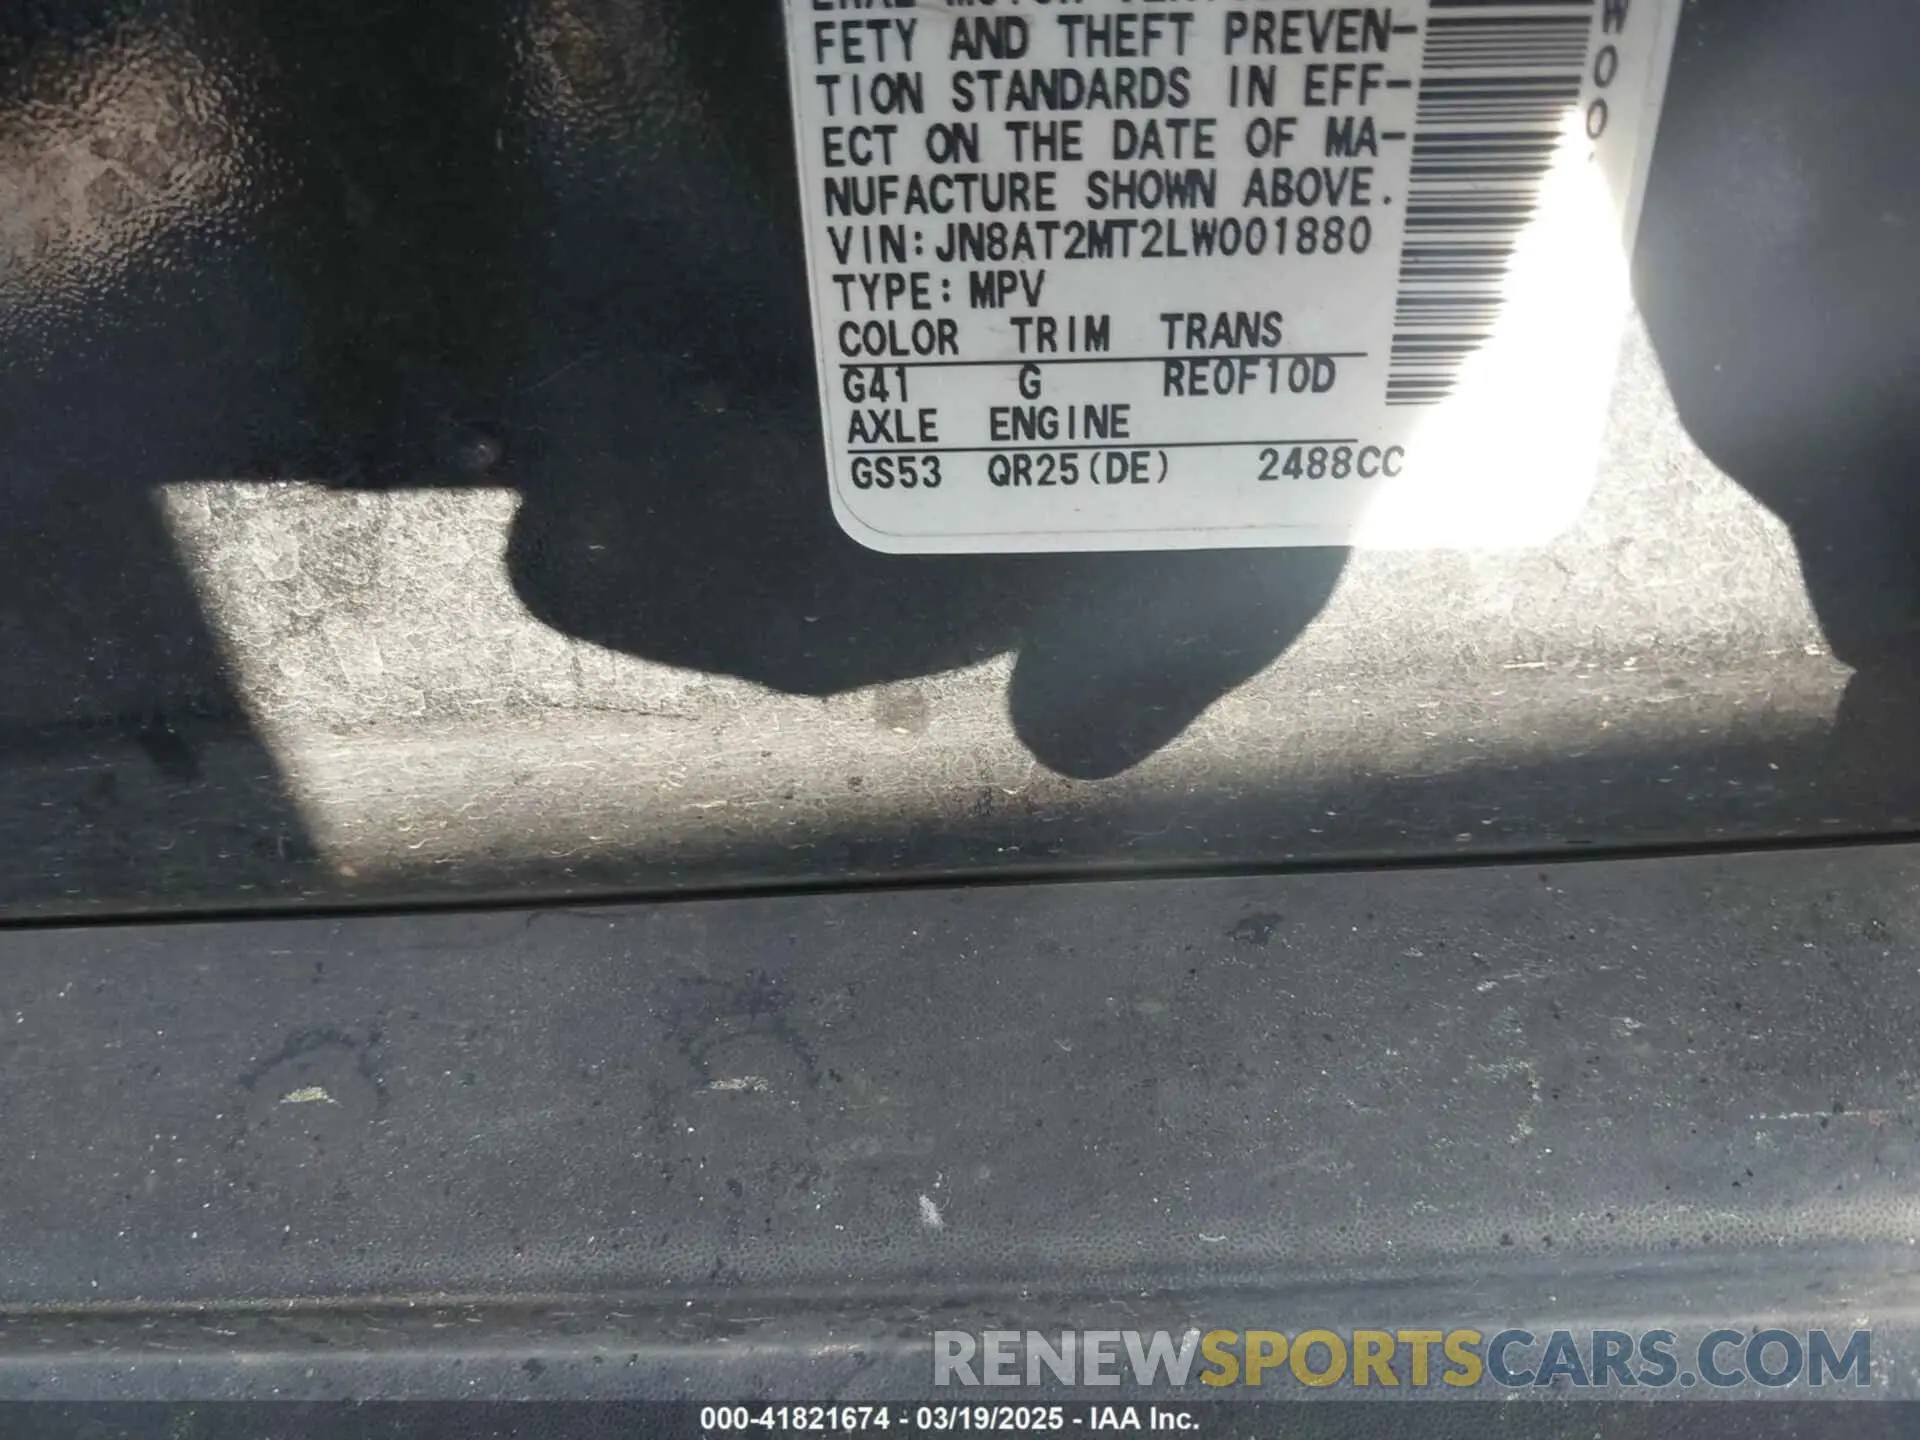 FETY AND THEFT PREVEN-
TION STANDARDS IN EFF-
ECT ON THE DATE OF MA-
NUFACTURE SHOWN ABOVE.
VIN:JN8AT2MT2LW001880
TYPE:MPV
COLOR TRIM TRANS
G41 G RE0F10D
AXLE ENGINE
GS53 QR25(DE) 2488CC
RENEWSPORTSCARS.COM
000-41821674 - 03/19/2025 - IAA Inc.